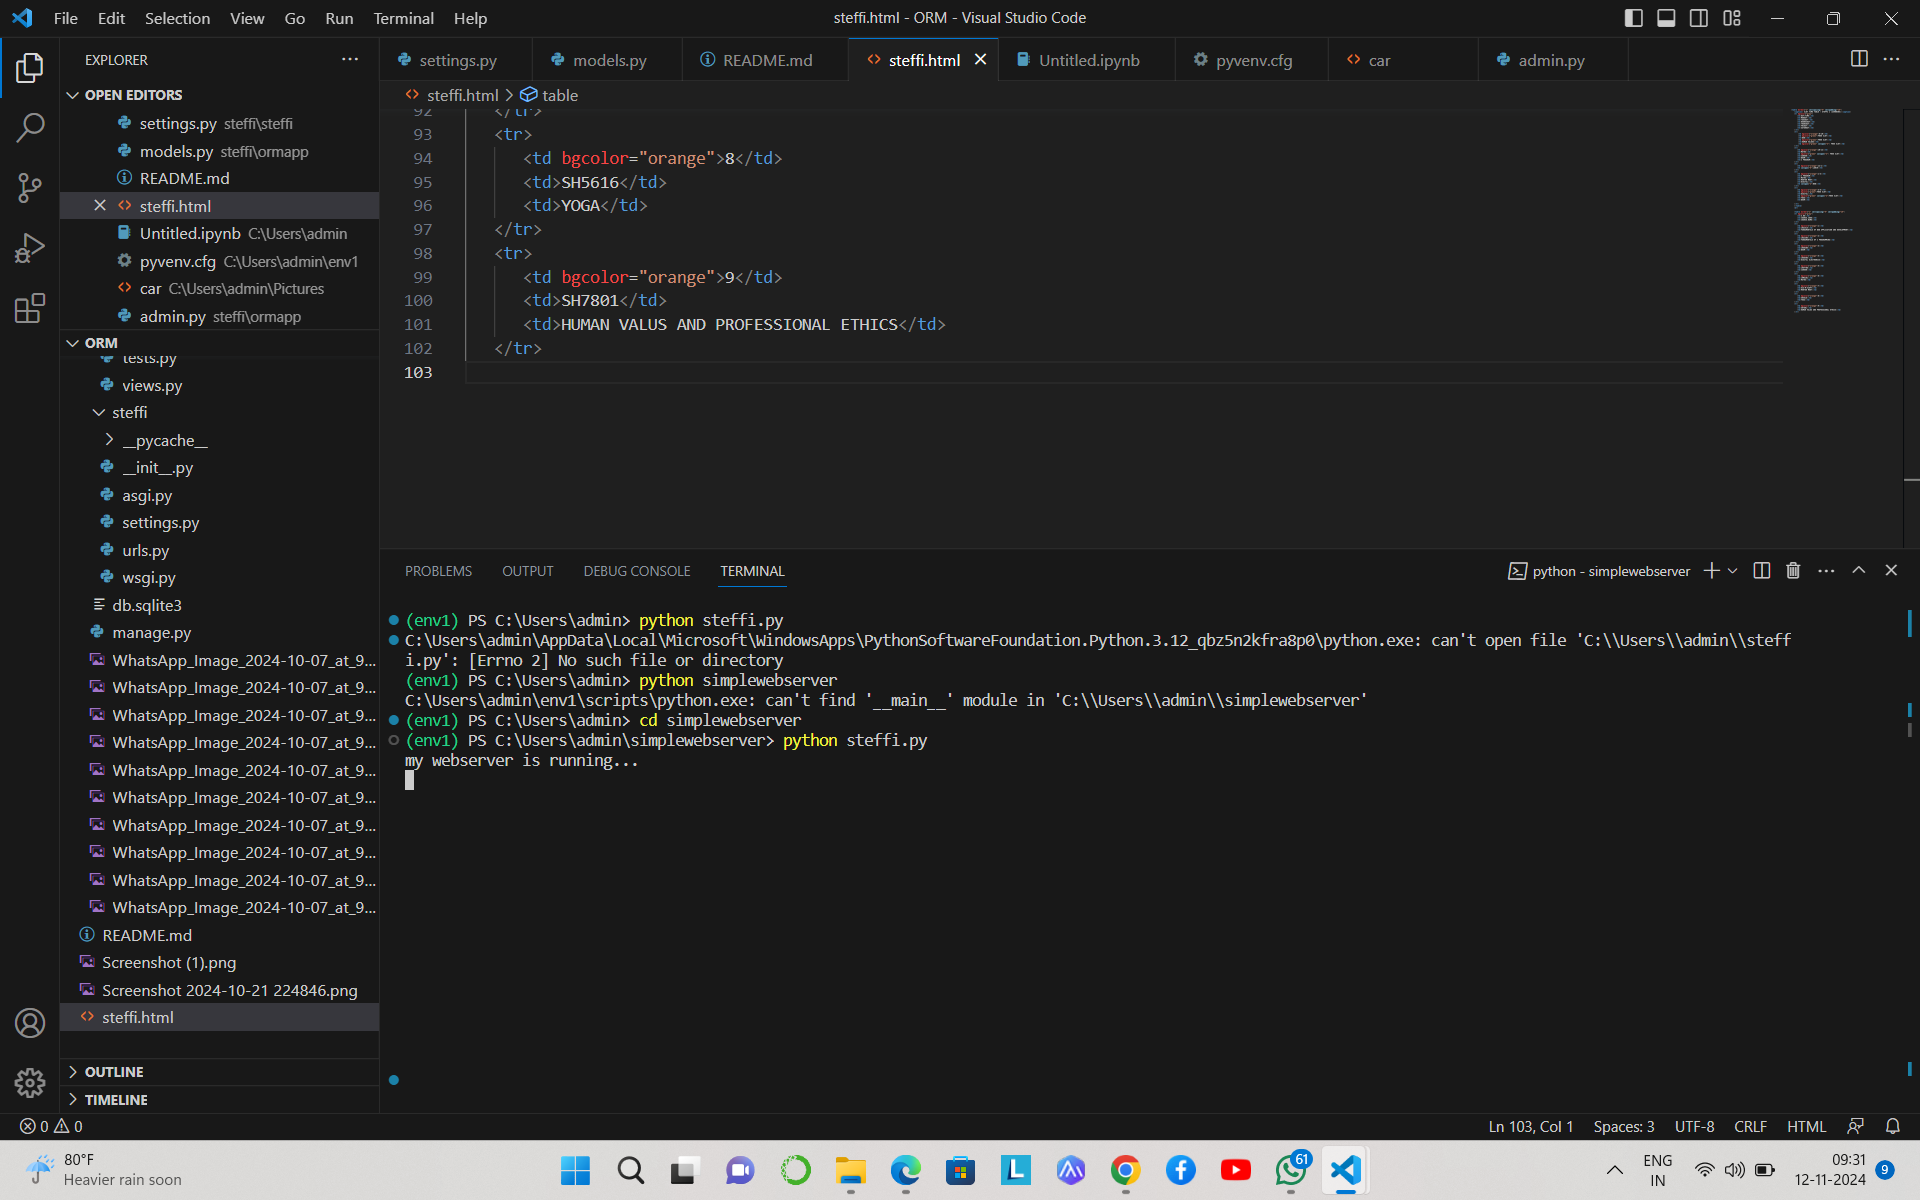 File Edit Selection View Go Run Terminal Help
steffi.html - ORM - Visual Studio Code
EXPLORER
settings.py
models.py
README.md
steffi.html
Untitled.ipynb
pyvenv.cfg
car
admin.py
OPEN EDITORS
settings.py steffi\steffi
models.py steffi\ormapp
README.md
steffi.html
Untitled.ipynb C:\Users\admin
pyvenv.cfg C:\Users\admin\env1
car C:\Users\admin\Pictures
admin.py steffi\ormapp
ORM
tests.py
views.py
steffi
__pycache__
__init__.py
asgi.py
settings.py
urls.py
wsgi.py
db.sqlite3
manage.py
WhatsApp_Image_2024-10-07_at_9...
WhatsApp_Image_2024-10-07_at_9...
WhatsApp_Image_2024-10-07_at_9...
WhatsApp_Image_2024-10-07_at_9...
WhatsApp_Image_2024-10-07_at_9...
WhatsApp_Image_2024-10-07_at_9...
WhatsApp_Image_2024-10-07_at_9...
WhatsApp_Image_2024-10-07_at_9...
WhatsApp_Image_2024-10-07_at_9...
WhatsApp_Image_2024-10-07_at_9...
README.md
Screenshot (1).png
Screenshot 2024-10-21 224846.png
steffi.html
OUTLINE
TIMELINE
steffi.html > table
92 </tr>
93 <tr>
94 <td bgcolor="orange">8</td>
95 <td>SH5616</td>
96 <td>YOGA</td>
97 </tr>
98 <tr>
99 <td bgcolor="orange">9</td>
100 <td>SH7801</td>
101 <td>HUMAN VALUS AND PROFESSIONAL ETHICS</td>
102 </tr>
103
PROBLEMS OUTPUT DEBUG CONSOLE TERMINAL
python - simplewebserver
(env1) PS C:\Users\admin> python steffi.py
C:\Users\admin\AppData\Local\Microsoft\WindowsApps\PythonSoftwareFoundation.Python.3.12_qbz5n2kfra8p0\python.exe: can't open file 'C:\\Users\\admin\\steff
i.py': [Errno 2] No such file or directory
(env1) PS C:\Users\admin> python simplewebserver
C:\Users\admin\env1\scripts\python.exe: can't find '__main__' module in 'C:\\Users\\admin\\simplewebserver'
(env1) PS C:\Users\admin> cd simplewebserver
(env1) PS C:\Users\admin\simplewebserver> python steffi.py
my webserver is running...
0 0
Ln 103, Col 1 Spaces: 3 UTF-8 CRLF HTML
80°F
Heavier rain soon
61
ENG
IN
09:31
12-11-2024
9